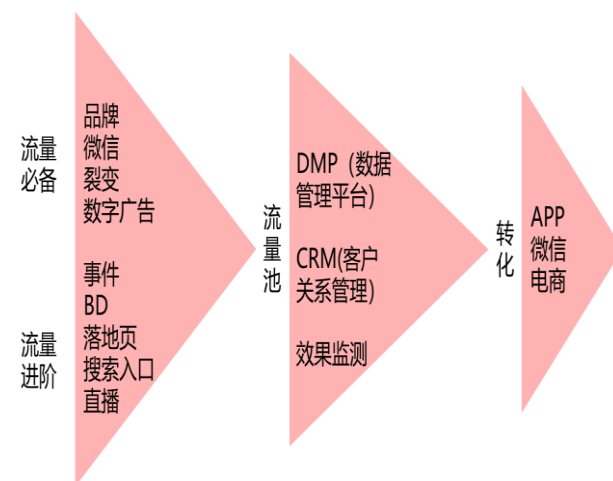 流量
必备
品牌
微信
裂变
数字广告
流量
进阶
事件
BD
落地页
搜索入口
直播
流
量
池
DMP（数据
管理平台)
CRM(客户
关系管理)
效果监测
转
化
APP
微信
电商